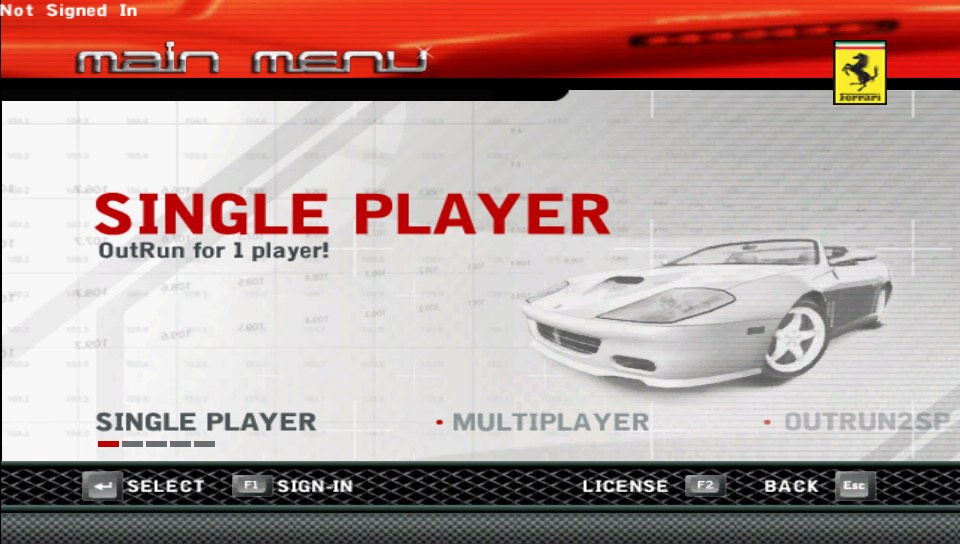 Not Signed In
main menu
Ferrari
SINGLE PLAYER
OutRun for 1 player!
SINGLE PLAYER
• MULTIPLAYER
• OUTRUN2SP
SELECT
F1 SIGN-IN
LICENSE F2
BACK Esc